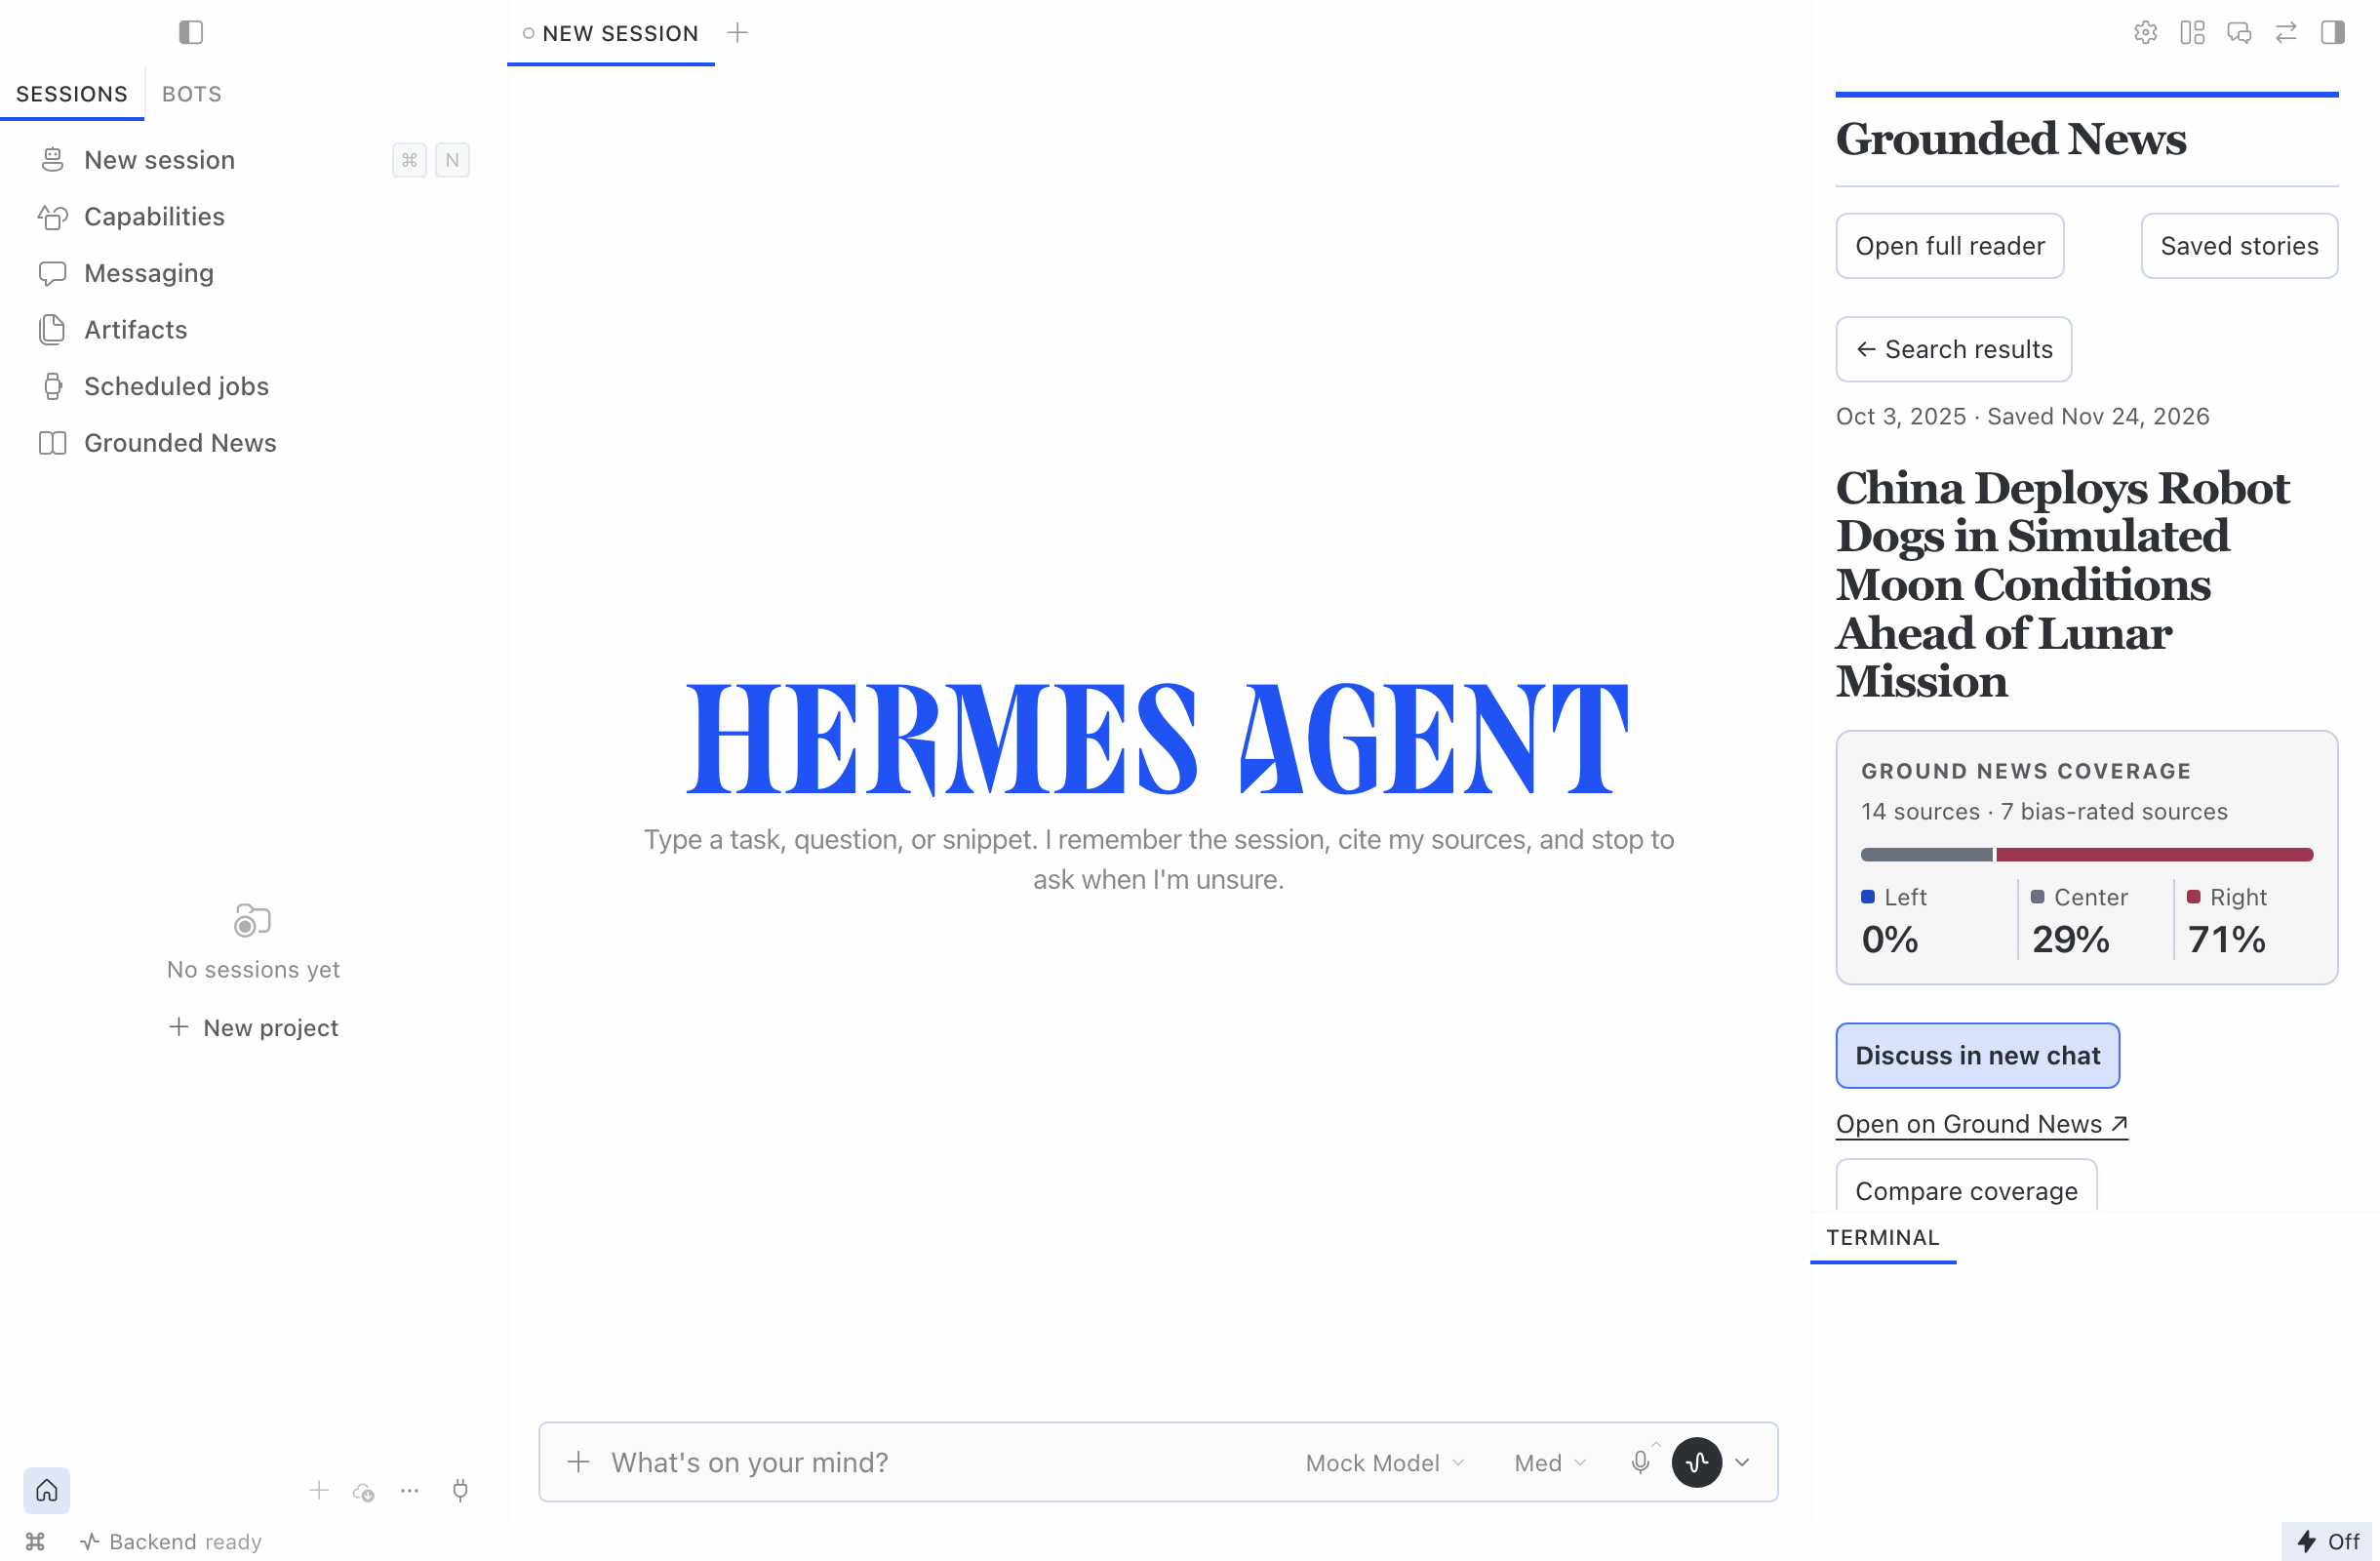 NEW SESSION
SESSIONS
BOTS
New session
⌘ N
Capabilities
Messaging
Artifacts
Scheduled jobs
Grounded News
No sessions yet
New project
Backend ready
HERMES AGENT
Type a task, question, or snippet. I remember the session, cite my sources, and stop to
ask when I'm unsure.
What's on your mind?
Mock Model
Med
Grounded News
Open full reader
Saved stories
← Search results
Oct 3, 2025 · Saved Nov 24, 2026
China Deploys Robot
Dogs in Simulated
Moon Conditions
Ahead of Lunar
Mission
GROUND NEWS COVERAGE
14 sources · 7 bias-rated sources
Left
0%
Center
29%
Right
71%
Discuss in new chat
Open on Ground News ↗
Compare coverage
TERMINAL
Off